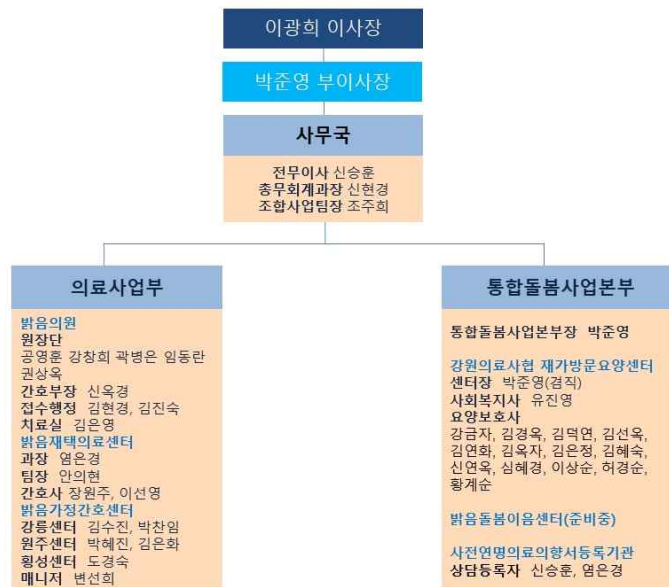 이광희 이사장
박준영 부이사장
사무국
전무이사 신승훈
총무회계과장 신현경
조합사업팀장 조주희
의료사업부
밝음의원
원장단
공영훈 강창희 곽병은 임동란
권상옥
간호부장 신옥경
접수행정 김현경, 김진숙
치료실 김은영
밝음재택의료센터
과장 염은경
팀장 안의현
간호사 장원주, 이선영
밝음가정간호센터
강릉센터 김수진, 박찬임
원주센터 박혜진, 김은화
횡성센터 도경숙
매니저 변선희
통합돌봄사업본부
통합돌봄사업본부장 박준영
강원의료사협 재가방문요양센터
센터장 박준영(겸직)
사회복지사 유진영
요양보호사
강금자, 김경옥, 김덕연, 김선옥,
김연화, 김옥자, 김은정, 김혜숙,
신연옥, 심혜경, 이상순, 허경순,
황계순
밝음돌봄이음센터(준비중)
사전연명의료의향서등록기관
상담등록자 신승훈, 염은경